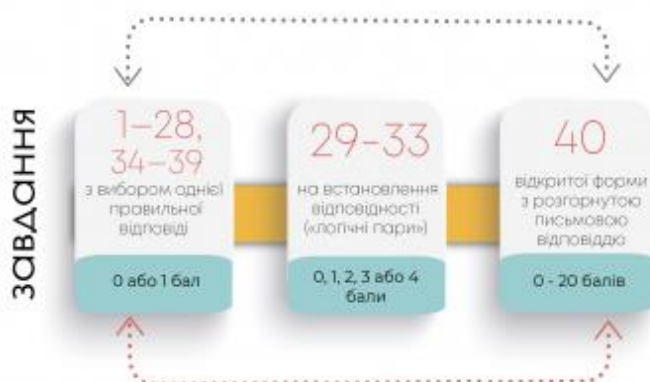 завдання
1–28,
34–39
з вибором однієї
правильної
відповіді
0 або 1 бал
29-33
на встановлення
відповідності
(«логічні пари»)
0, 1, 2, 3 або 4
бали
40
відкритої форми
з розгорнутою
письмовою
відповіддю
0 - 20 балів